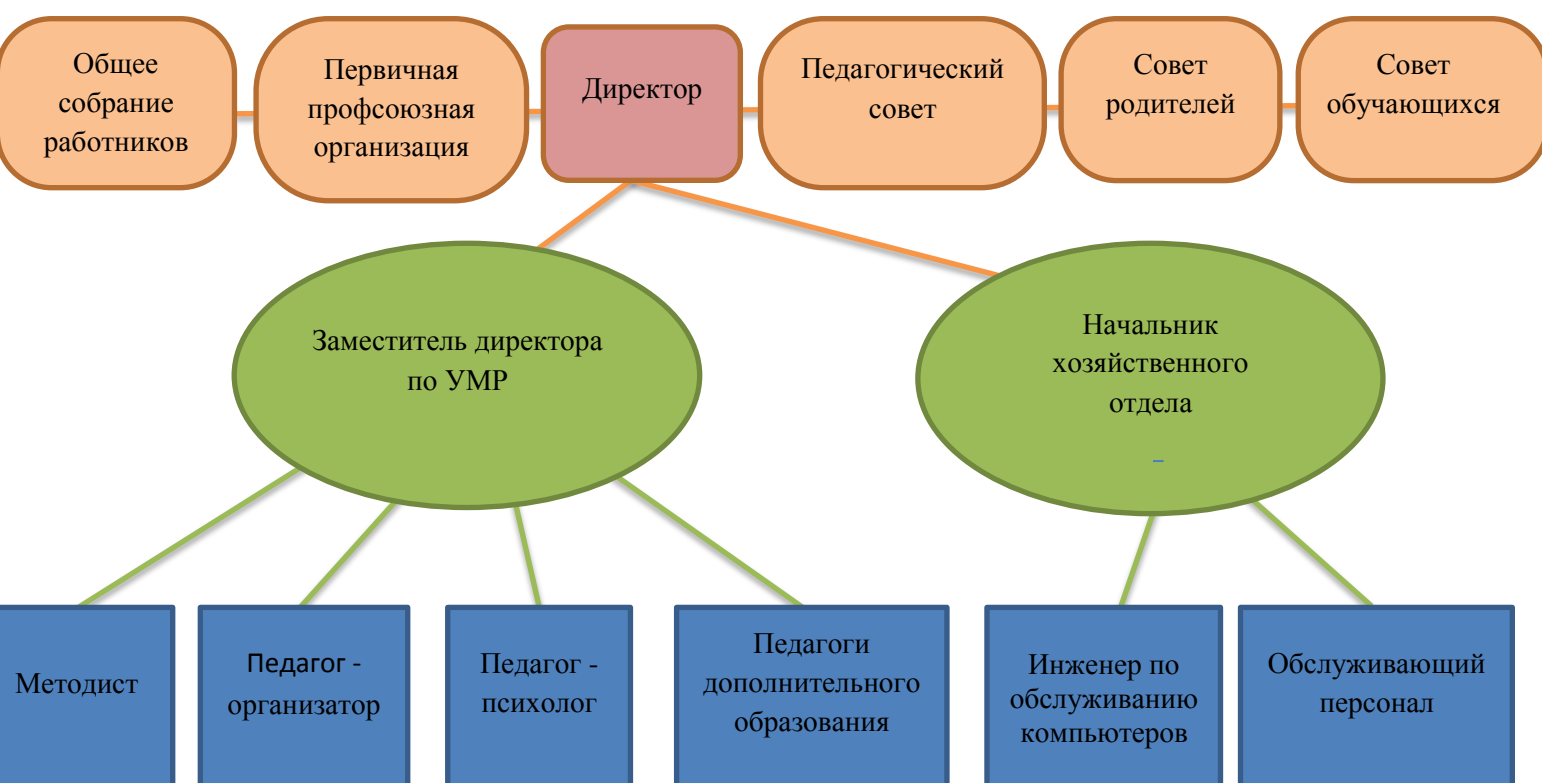 Общее
собрание
работников
Первичная
профсоюзная
организация
Директор
Педагогический
совет
Совет
родителей
Совет
обучающихся
Заместитель директора
по УМР
Начальник
хозяйственного
отдела
Методист
Педагог -
организатор
Педагог -
психолог
Педагоги
дополнительного
образования
Инженер по
обслуживанию
компьютеров
Обслуживающий
персонал